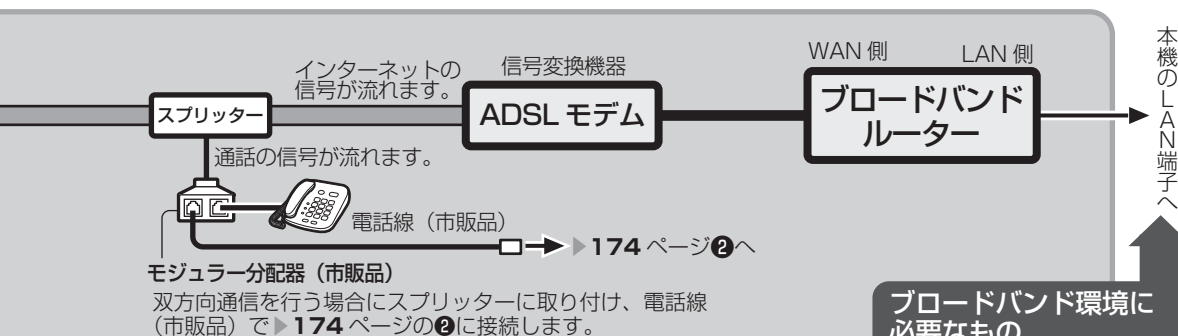 インターネットの
信号が流れます。
信号変換機器
WAN 側
LAN 側
スプリッター
ADSL モデム
ブロードバンド
ルーター
本機のLAN端子へ
通話の信号が流れます。
電話線（市販品）
▶174 ページ❷へ
モジュラー分配器（市販品）
双方向通信を行う場合にスプリッターに取り付け、電話線
（市販品）で▶174 ページの❷に接続します。
ブロードバンド環境に
必要なもの